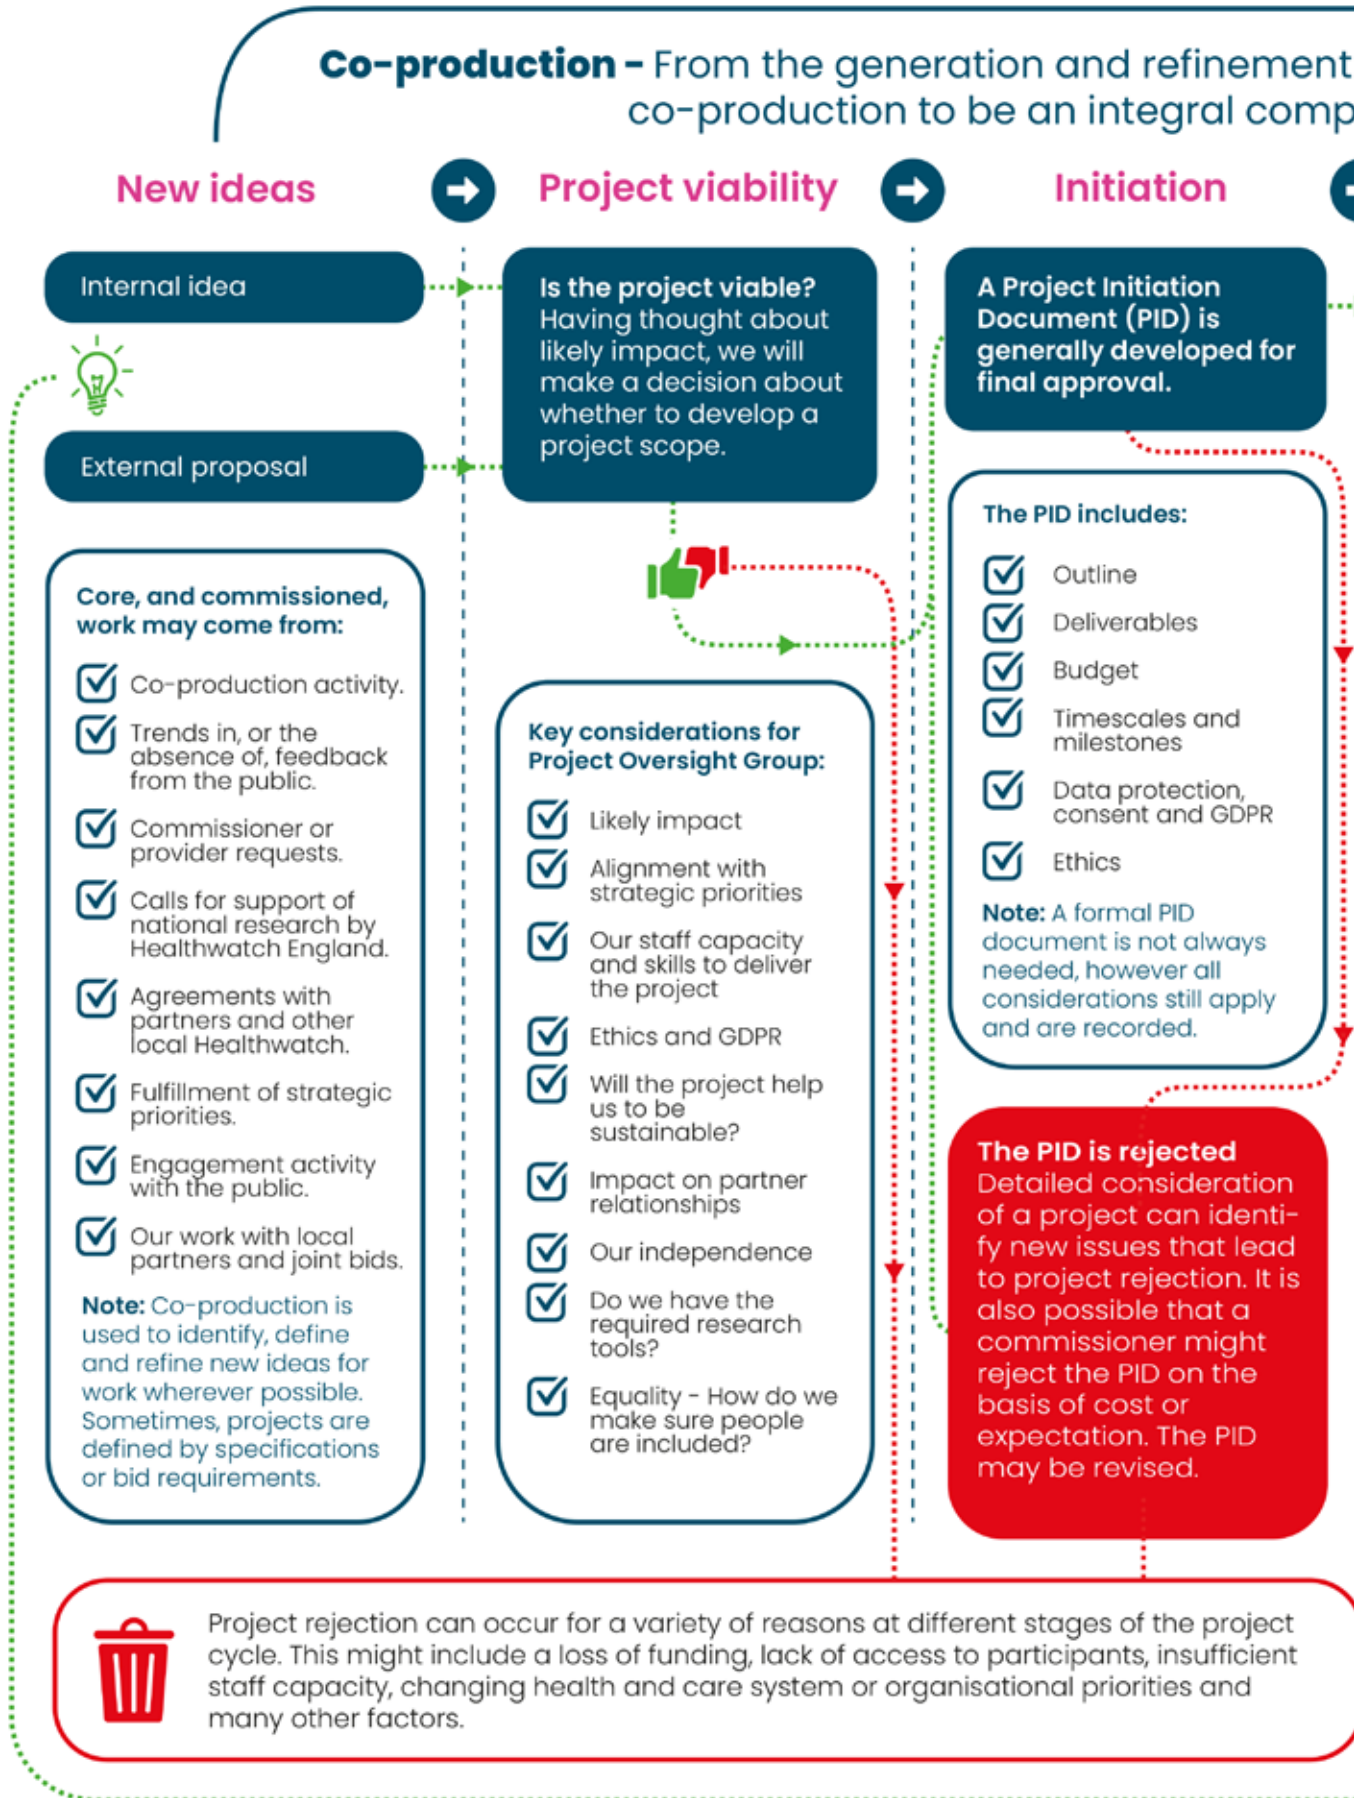 Co-production - From the generation and refinement
co-production to be an integral comp
New ideas
Project viability
Initiation
Internal idea
External proposal
Core, and commissioned,
work may come from:
Co-production activity.
Trends in, or the
absence of, feedback
from the public.
Commissioner or
provider requests.
Calls for support of
national research by
Healthwatch England.
Agreements with
partners and other
local Healthwatch.
Fulfillment of strategic
priorities.
Engagement activity
with the public.
Our work with local
partners and joint bids.
Note: Co-production is
used to identify, define
and refine new ideas for
work wherever possible.
Sometimes, projects are
defined by specifications
or bid requirements.
Is the project viable?
Having thought about
likely impact, we will
make a decision about
whether to develop a
project scope.
Key considerations for
Project Oversight Group:
Likely impact
Alignment with
strategic priorities
Our staff capacity
and skills to deliver
the project
Ethics and GDPR
Will the project help
us to be
sustainable?
Impact on partner
relationships
Our independence
Do we have the
required research
tools?
Equality - How do we
make sure people
are included?
A Project Initiation
Document (PID) is
generally developed for
final approval.
The PID includes:
Outline
Deliverables
Budget
Timescales and
milestones
Data protection,
consent and GDPR
Ethics
Note: A formal PID
document is not always
needed, however all
considerations still apply
and are recorded.
The PID is rejected
Detailed consideration
of a project can identi-
fy new issues that lead
to project rejection. It is
also possible that a
commissioner might
reject the PID on the
basis of cost or
expectation. The PID
may be revised.
Project rejection can occur for a variety of reasons at different stages of the project
cycle. This might include a loss of funding, lack of access to participants, insufficient
staff capacity, changing health and care system or organisational priorities and
many other factors.